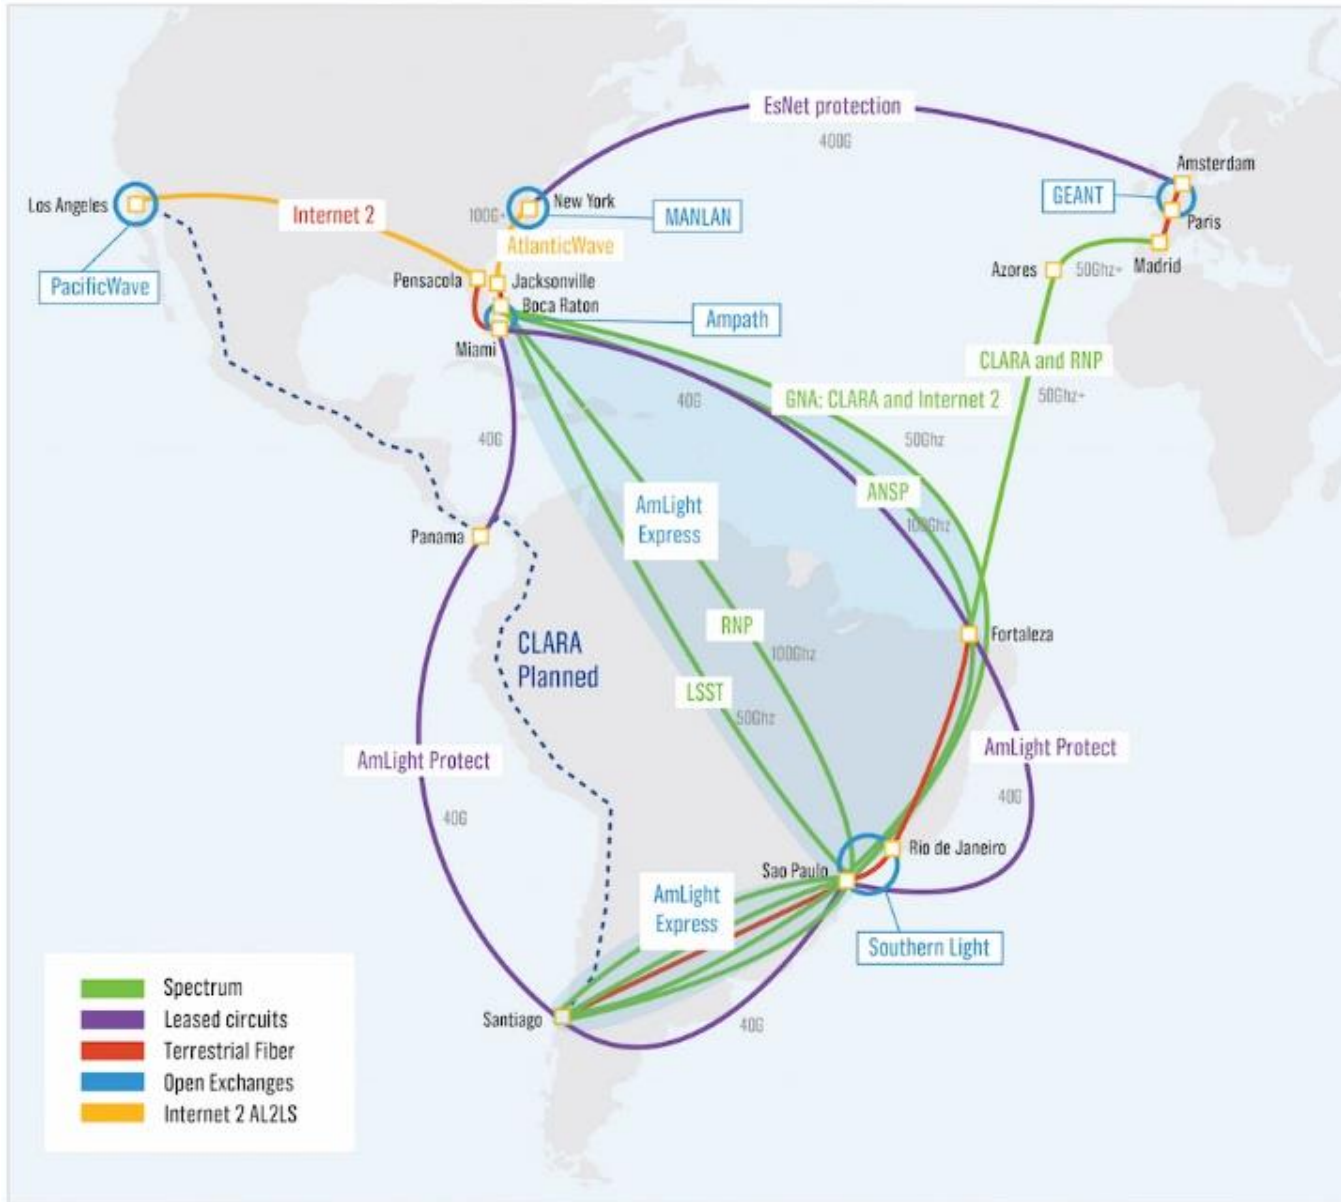 EsNet protection
400G
Amsterdam
GEANT
Los Angeles
New York
Internet 2
100G+
MANLAN
Paris
AtlanticWave
Azores
50Ghz+
Madrid
PacificWave
Pensacola
Jacksonville
Boca Raton
Ampath
Miami
CLARA and RNP
GNA: CLARA and Internet 2
40G
50Ghz+
40G
50Ghz
ANSP
AmLight
Express
100Ghz
Panama
RNP
Fortaleza
CLARA
Planned
100Ghz
LSST
50Ghz
AmLight Protect
AmLight Protect
40G
40G
Rio de Janeiro
Sao Paulo
AmLight
Express
Southern Light
Santiago
40G
Spectrum
Leased circuits
Terrestrial Fiber
Open Exchanges
Internet 2 AL2LS